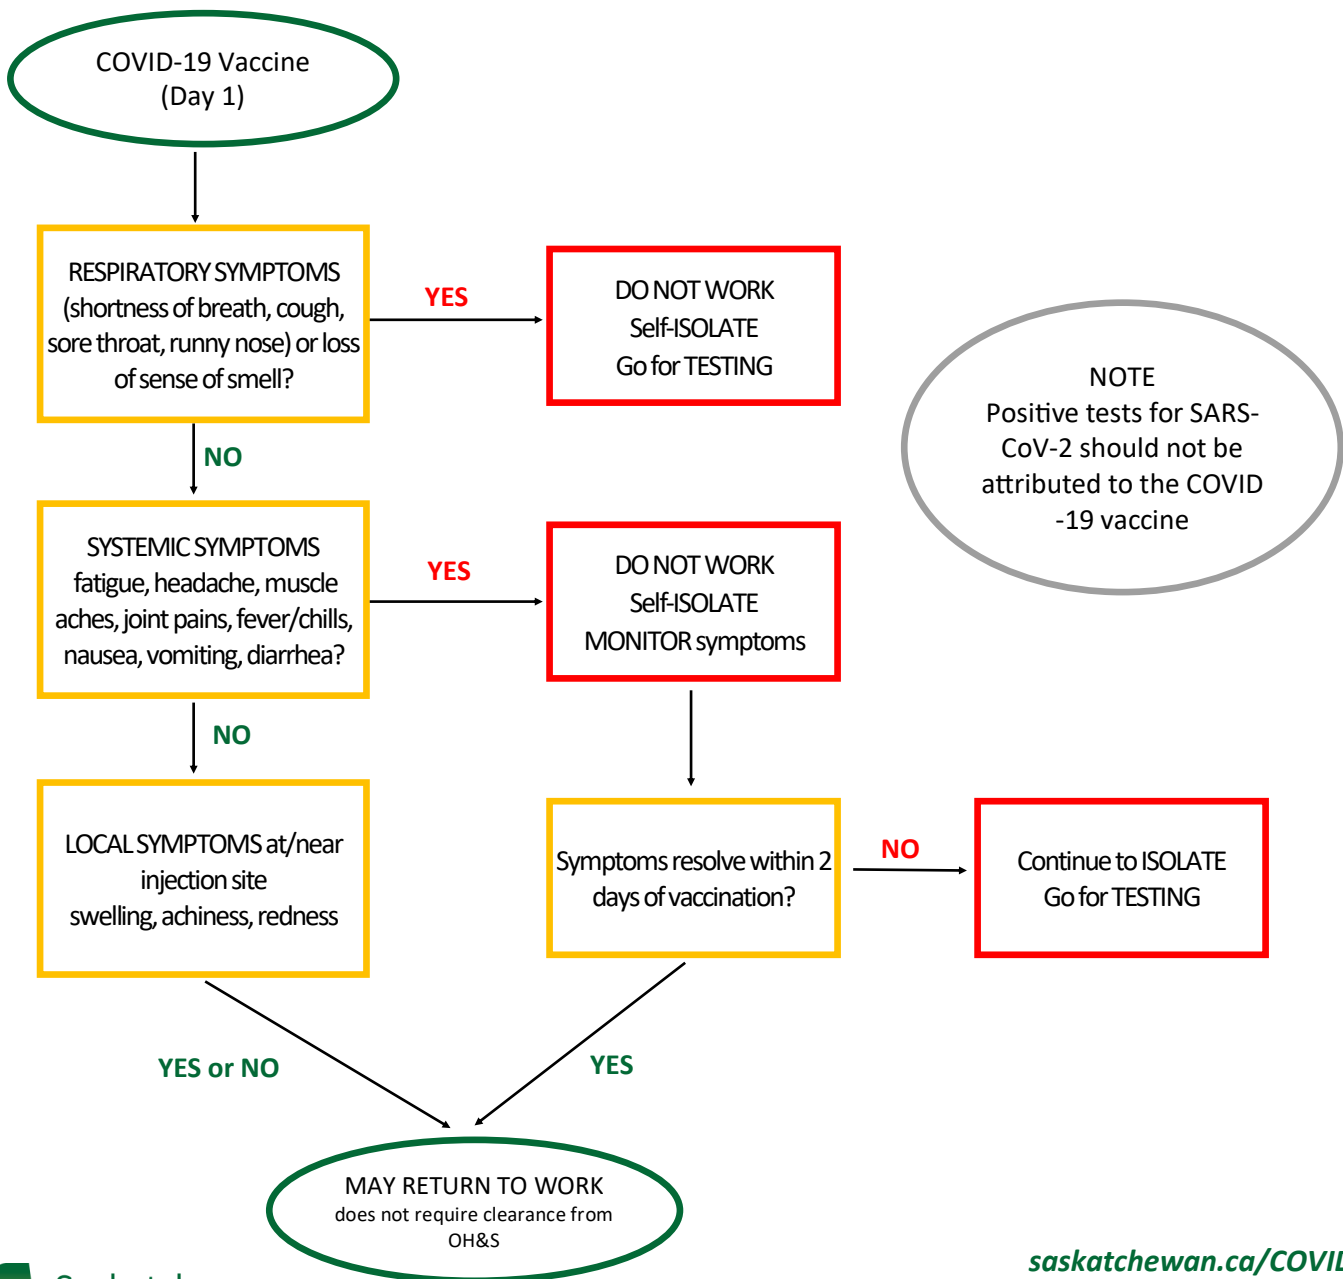 COVID-19 Vaccine
(Day 1)
RESPIRATORY SYMPTOMS
(shortness of breath, cough,
sore throat, runny nose) or loss
of sense of smell?
YES
DO NOT WORK
Self-ISOLATE
Go for TESTING
NOTE
Positive tests for SARS-
CoV-2 should not be
attributed to the COVID
-19 vaccine
NO
SYSTEMIC SYMPTOMS
fatigue, headache, muscle
aches, joint pains, fever/chills,
nausea, vomiting, diarrhea?
YES
DO NOT WORK
Self-ISOLATE
MONITOR symptoms
NO
LOCAL SYMPTOMS at/near
injection site
swelling, achiness, redness
Symptoms resolve within 2
days of vaccination?
NO
Continue to ISOLATE
Go for TESTING
YES or NO
YES
MAY RETURN TO WORK
does not require clearance from
OH&S
saskatchewan.ca/COVID